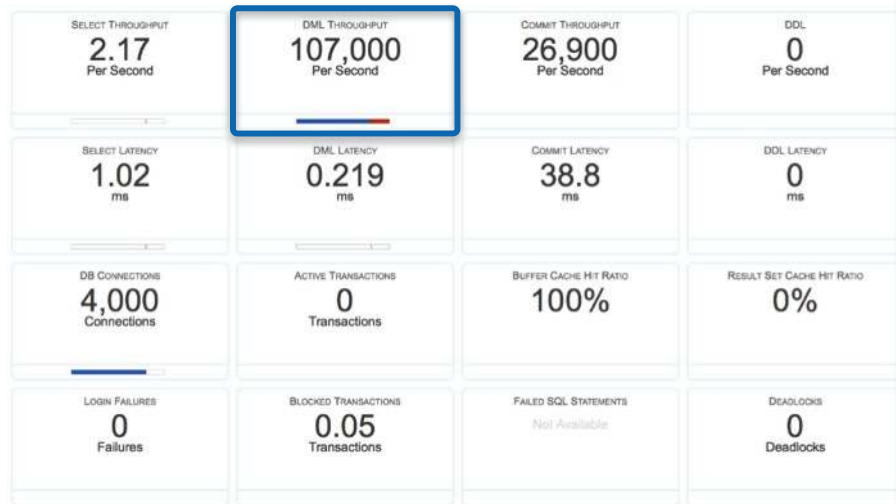 SELECT THROUGHPUT
2.17
Per Second
DML THROUGHPUT
107,000
Per Second
COMMIT THROUGHPUT
26,900
Per Second
DDL
0
Per Second
SELECT LATENCY
1.02
ms
DML LATENCY
0.219
ms
COMMIT LATENCY
38.8
ms
DDL LATENCY
0
ms
DB CONNECTIONS
4,000
Connections
ACTIVE TRANSACTIONS
0
Transactions
BUFFER CACHE HIT RATIO
100%
RESULT SET CACHE HIT RATIO
0%
LOGIN FAILURES
0
Failures
BLOCKED TRANSACTIONS
0.05
Transactions
FAILED SQL STATEMENTS
Not Available
DEADLOCKS
0
Deadlocks